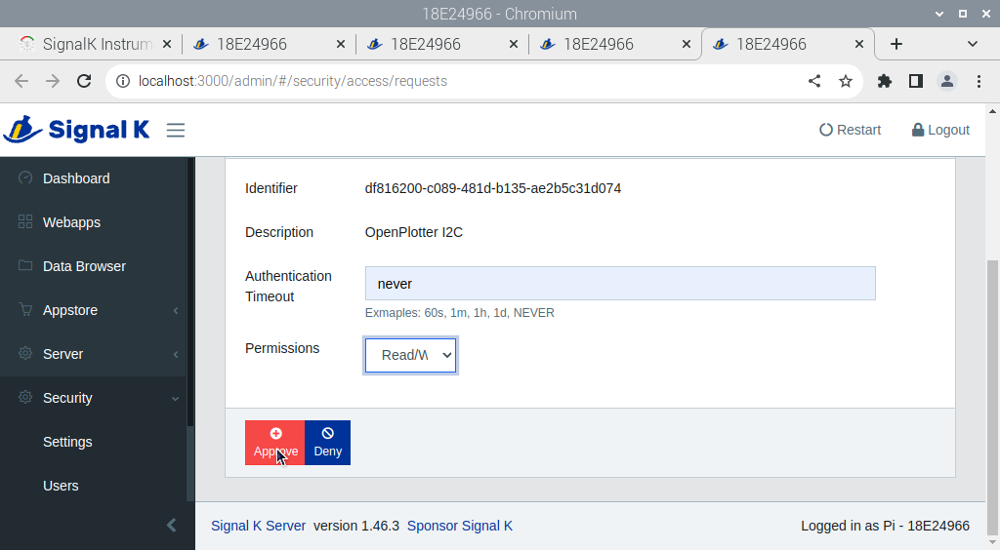 18E24966 - Chromium
SignalK Instrum
18E24966
18E24966
18E24966
18E24966
localhost:3000/admin/#/security/access/requests
Signal K
Restart
Logout
Dashboard
Webapps
Data Browser
Appstore
Server
Security
Settings
Users
Identifier
df816200-c089-481d-b135-ae2b5c31d074
Description
OpenPlotter I2C
Authentication
Timeout
never
Exmaples: 60s, 1m, 1h, 1d, NEVER
Permissions
Read/W
Approve
Deny
Signal K Server version 1.46.3 Sponsor Signal K
Logged in as Pi - 18E24966